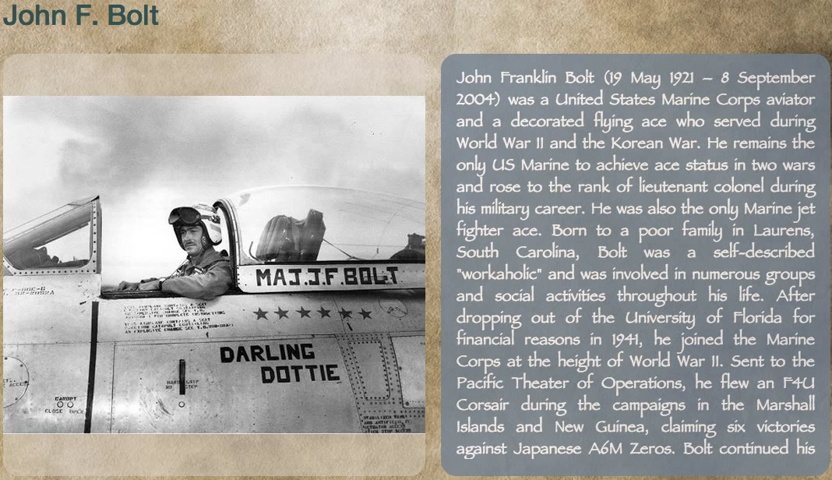 John F. Bolt
MAJ.J.F.BOLT
DARLING
DOTTIE
CLOSE
John Franklin Bolt (19 May 1921 – 8 September
2004) was a United States Marine Corps aviator
and a decorated flying ace who served during
World War II and the Korean War. He remains the
only US Marine to achieve ace status in two wars
and rose to the rank of lieutenant colonel during
his military career. He was also the only Marine jet
fighter ace. Born to a poor family in Laurens,
South Carolina, Bolt was a self-described
"workaholic" and was involved in numerous groups
and social activities throughout his life. After
dropping out of the University of Florida for
financial reasons in 1941, he joined the Marine
Corps at the height of World War II. Sent to the
Pacific Theater of Operations, he flew an F4U
Corsair during the campaigns in the Marshall
Islands and New Guinea, claiming six victories
against Japanese A6M Zeros. Bolt continued his